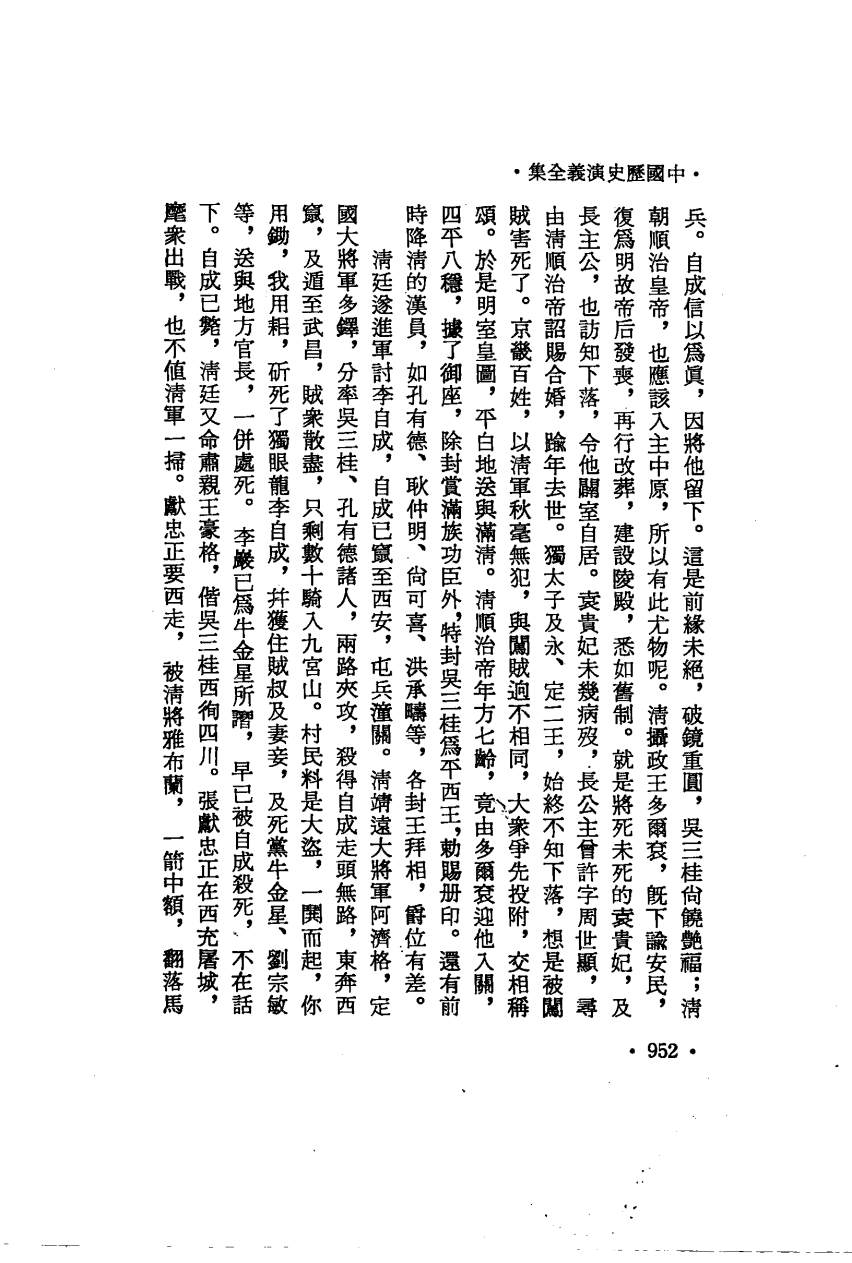 •中國歷史演義全集•
兵。自成信以爲眞，因將他留下。這是前緣未絕，破鏡重圓，吳三桂尙饒艷福；淸
朝順治皇帝，也應該入主中原，所以有此尤物呢。淸攝政王多爾袞，旣下諭安民，
復爲明故帝后發喪，再行改葬，建設陵殿，悉如舊制。就是將死未死的袁貴妃，及
長主公，也訪知下落，令他闢室自居。袁貴妃未幾病歿，長公主曾許字周世顯，尋
由淸順治帝詔賜合婚，踰年去世。獨太子及永、定二王，始終不知下落，想是被闖
賊害死了。京畿百姓，以淸軍秋毫無犯，與闖賊逈不相同，大衆爭先投附，交相稱
頌。於是明室皇圖，平白地送與滿淸。淸順治帝年方七齡，竟由多爾袞迎他入關，
四平八穩，據了御座，除封賞滿族功臣外，特封吳三桂爲平西王，勅賜册印。還有前
時降淸的漢員，如孔有德、耿仲明、尙可喜、洪承疇等，各封王拜相，爵位有差。
淸廷遂進軍討李自成，自成已竄至西安，屯兵潼關。淸靖遠大將軍阿濟格，定
國大將軍多鐸，分率吳三桂、孔有德諸人，兩路夾攻，殺得自成走頭無路，東奔西
竄，及遁至武昌，賊衆散盡，只剩數十騎入九宮山。村民料是大盜，一鬨而起，你
用鋤，我用耜，斫死了獨眼龍李自成，幷獲住賊叔及妻妾，及死黨牛金星、劉宗敏
等，送與地方官長，一併處死。李巖已爲牛金星所譖，早已被自成殺死，不在話
下。自成已斃，淸廷又命肅親王豪格，偕吳三桂西徇四川。張獻忠正在西充屠城，
麾衆出戰，也不値淸軍一掃。獻忠正要西走，被淸將雅布蘭，一箭中額，翻落馬
•952•